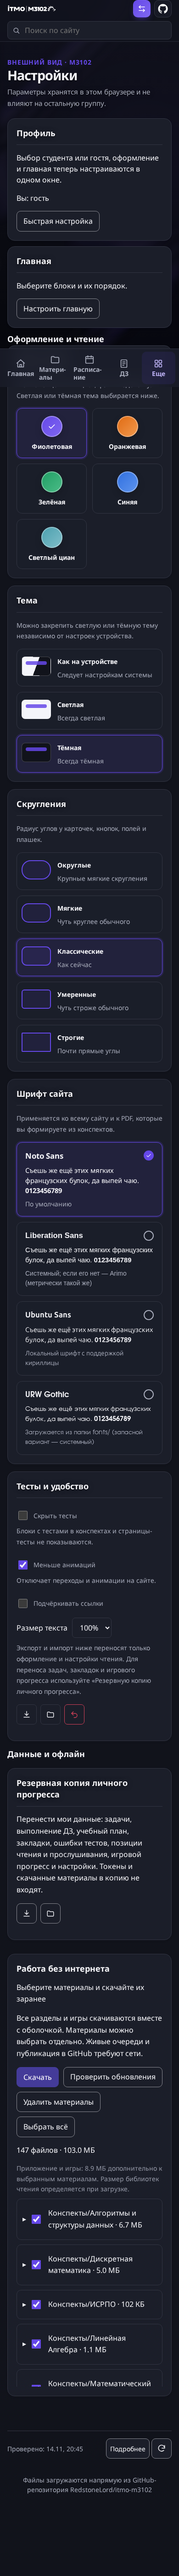 ITMO | M3102
Поиск по сайту
ВНЕШНИЙ ВИД · M3102
Настройки
Параметры хранятся в этом браузере и не
влияют на остальную группу.
Профиль
Выбор студента или гостя, оформление
и главная теперь настраиваются в
одном окне.
Вы: гость
Быстрая настройка
Главная
Выберите блоки и их порядок.
Настроить главную
Оформление и чтение
Главная
Матери-
алы
Расписа-
ние
ДЗ
Еще
Светлая или тёмная тема выбирается ниже.
Фиолетовая
Оранжевая
Зелёная
Синяя
Светлый циан
Тема
Можно закрепить светлую или тёмную тему
независимо от настроек устройства.
Как на устройстве
Следует настройкам системы
Светлая
Всегда светлая
Тёмная
Всегда тёмная
Скругления
Радиус углов у карточек, кнопок, полей и
плашек.
Округлые
Крупные мягкие скругления
Мягкие
Чуть круглее обычного
Классические
Как сейчас
Умеренные
Чуть строже обычного
Строгие
Почти прямые углы
Шрифт сайта
Применяется ко всему сайту и к PDF, которые
вы формируете из конспектов.
Noto Sans
Съешь же ещё этих мягких
французских булок, да выпей чаю.
0123456789
По умолчанию
Liberation Sans
Съешь же ещё этих мягких французских
булок, да выпей чаю. 0123456789
Системный; если его нет — Arimo
(метрически такой же)
Ubuntu Sans
Съешь же ещё этих мягких французских
булок, да выпей чаю. 0123456789
Локальный шрифт с поддержкой
кириллицы
URW Gothic
Съешь же ещё этих мягких французских
булок, да выпей чаю. 0123456789
Загружается из папки fonts/ (запасной
вариант — системный)
Тесты и удобство
Скрыть тесты
Блоки с тестами в конспектах и страницы-
тесты не показываются.
Меньше анимаций
Отключает переходы и анимации на сайте.
Подчёркивать ссылки
Размер текста
100%
Экспорт и импорт ниже переносят только
оформление и настройки чтения. Для
переноса задач, закладок и игрового
прогресса используйте «Резервную копию
личного прогресса».
Данные и офлайн
Резервная копия личного
прогресса
Перенести мои данные: задачи,
выполнение ДЗ, учебный план,
закладки, ошибки тестов, позиции
чтения и прослушивания, игровой
прогресс и настройки. Токены и
скачанные материалы в копию не
входят.
Работа без интернета
Выберите материалы и скачайте их
заранее
Все разделы и игры скачиваются вместе
с оболочкой. Материалы можно
выбрать отдельно. Живые очереди и
публикация в GitHub требуют сети.
Скачать
Проверить обновления
Удалить материалы
Выбрать всё
147 файлов · 103.0 МБ
Приложение и игры: 8.9 МБ дополнительно к
выбранным материалам. Размер библиотек
чтения определяется при загрузке.
Конспекты/Алгоритмы и
структуры данных · 6.7 МБ
Конспекты/Дискретная
математика · 5.0 МБ
Конспекты/ИСРПО · 102 КБ
Конспекты/Линейная
Алгебра · 1.1 МБ
Конспекты/Математический
Проверено: 14.11, 20:45
Подробнее
Файлы загружаются напрямую из GitHub-
репозитория RedstoneLord/itmo-m3102